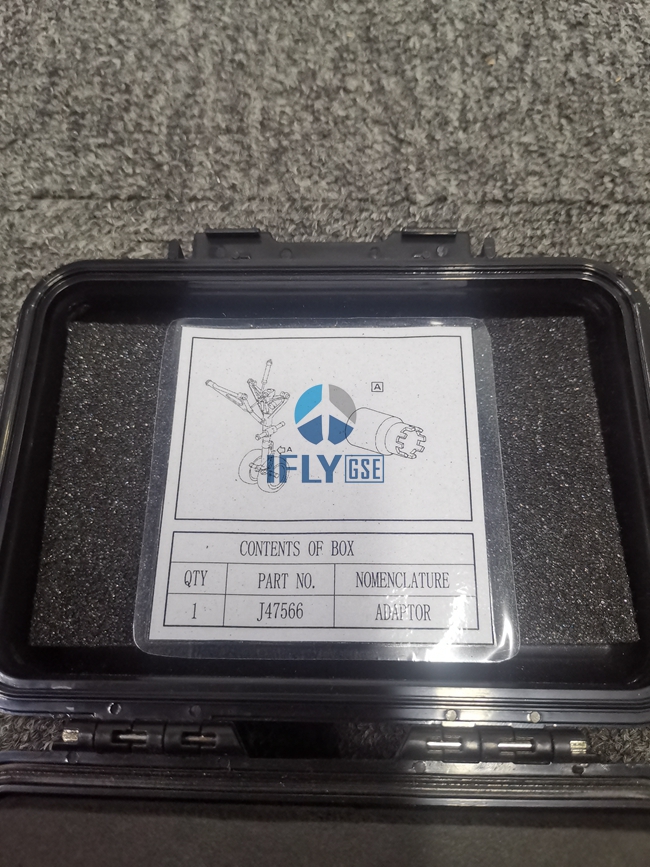 A
A
IFLY GSE
CONTENTS OF BOX
QTY PART NO. NOMENCLATURE
1 J47566 ADAPTOR